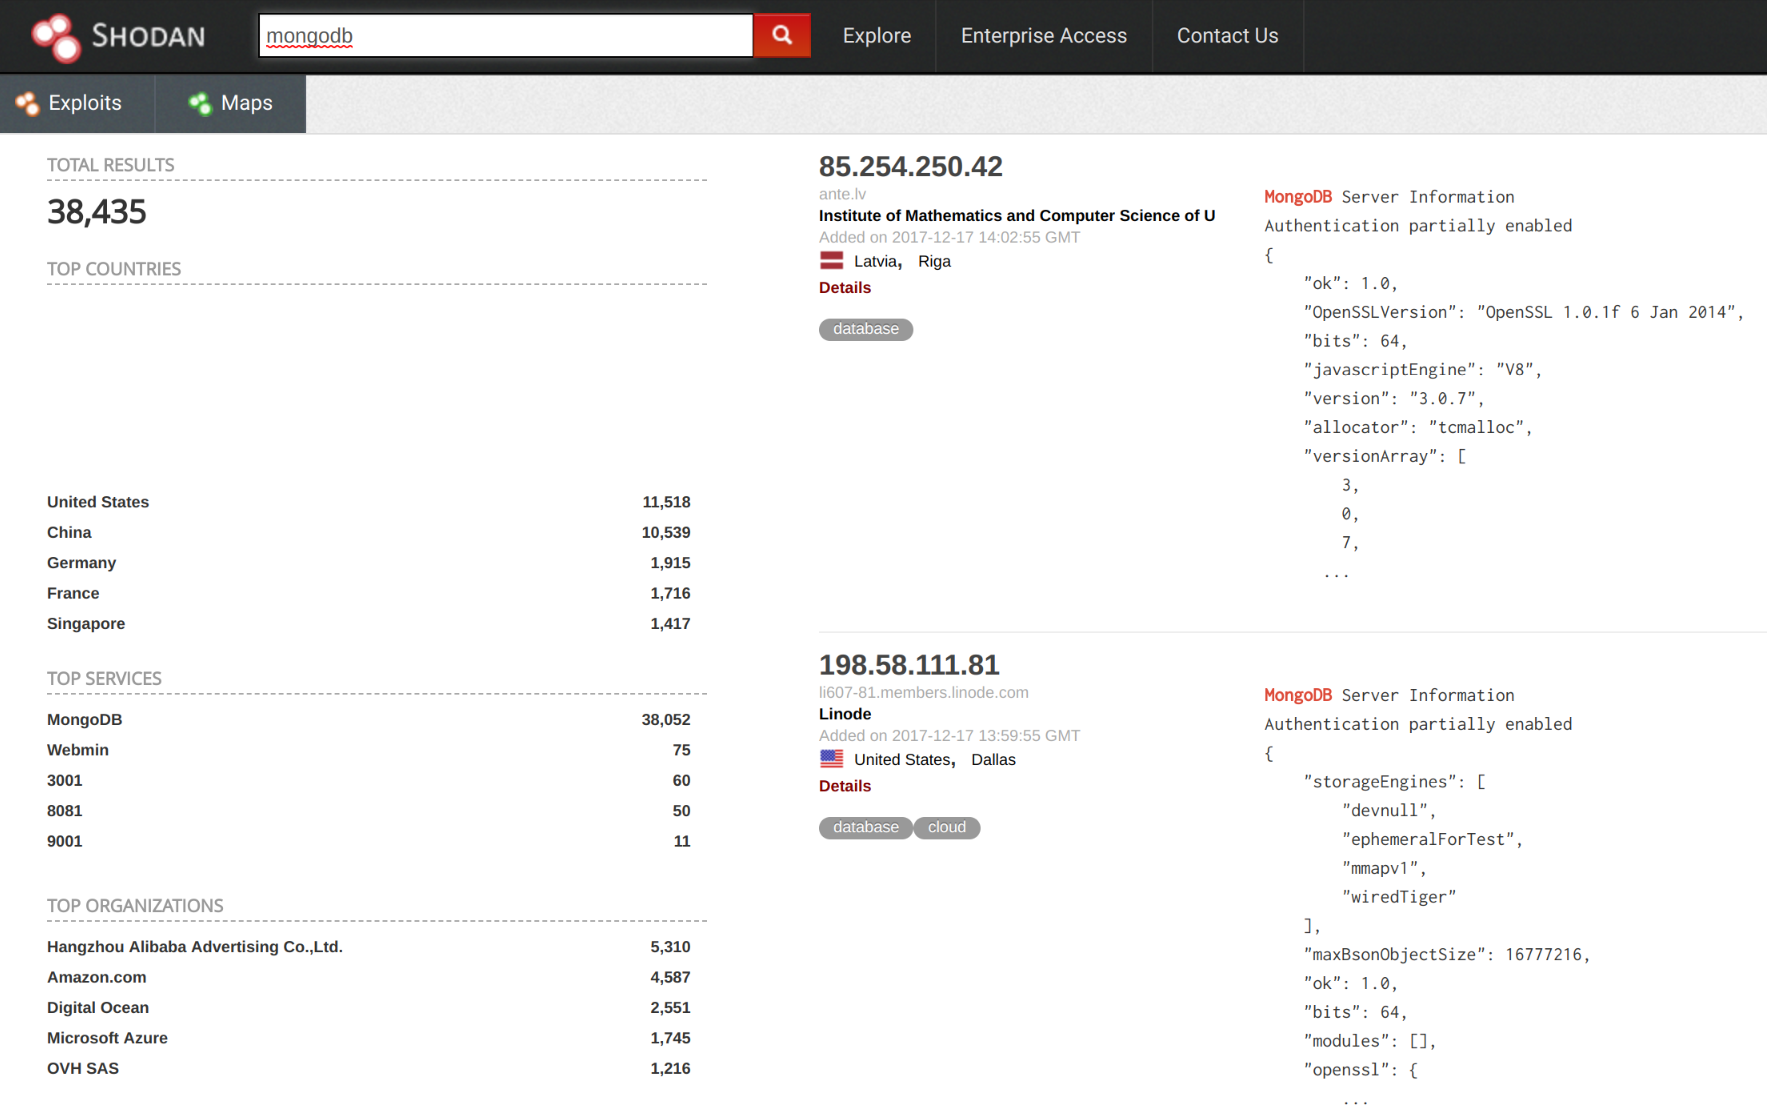 SHODAN
mongodb
Explore
Enterprise Access
Contact Us
Exploits
Maps
TOTAL RESULTS
38,435
TOP COUNTRIES
United States 11,518
China 10,539
Germany 1,915
France 1,716
Singapore 1,417
TOP SERVICES
MongoDB 38,052
Webmin 75
3001 60
8081 50
9001 11
TOP ORGANIZATIONS
Hangzhou Alibaba Advertising Co.,Ltd. 5,310
Amazon.com 4,587
Digital Ocean 2,551
Microsoft Azure 1,745
OVH SAS 1,216
85.254.250.42
ante.lv
Institute of Mathematics and Computer Science of U
Added on 2017-12-17 14:02:55 GMT
Latvia, Riga
Details
database
MongoDB Server Information
Authentication partially enabled
{
"ok": 1.0,
"OpenSSLVersion": "OpenSSL 1.0.1f 6 Jan 2014",
"bits": 64,
"javascriptEngine": "V8",
"version": "3.0.7",
"allocator": "tcmalloc",
"versionArray": [
3,
0,
7,
...
198.58.111.81
li607-81.members.linode.com
Linode
Added on 2017-12-17 13:59:55 GMT
United States, Dallas
Details
database cloud
MongoDB Server Information
Authentication partially enabled
{
"storageEngines": [
"devnull",
"ephemeralForTest",
"mmapv1",
"wiredTiger"
],
"maxBsonObjectSize": 16777216,
"ok": 1.0,
"bits": 64,
"modules": [],
"openssl": {
...